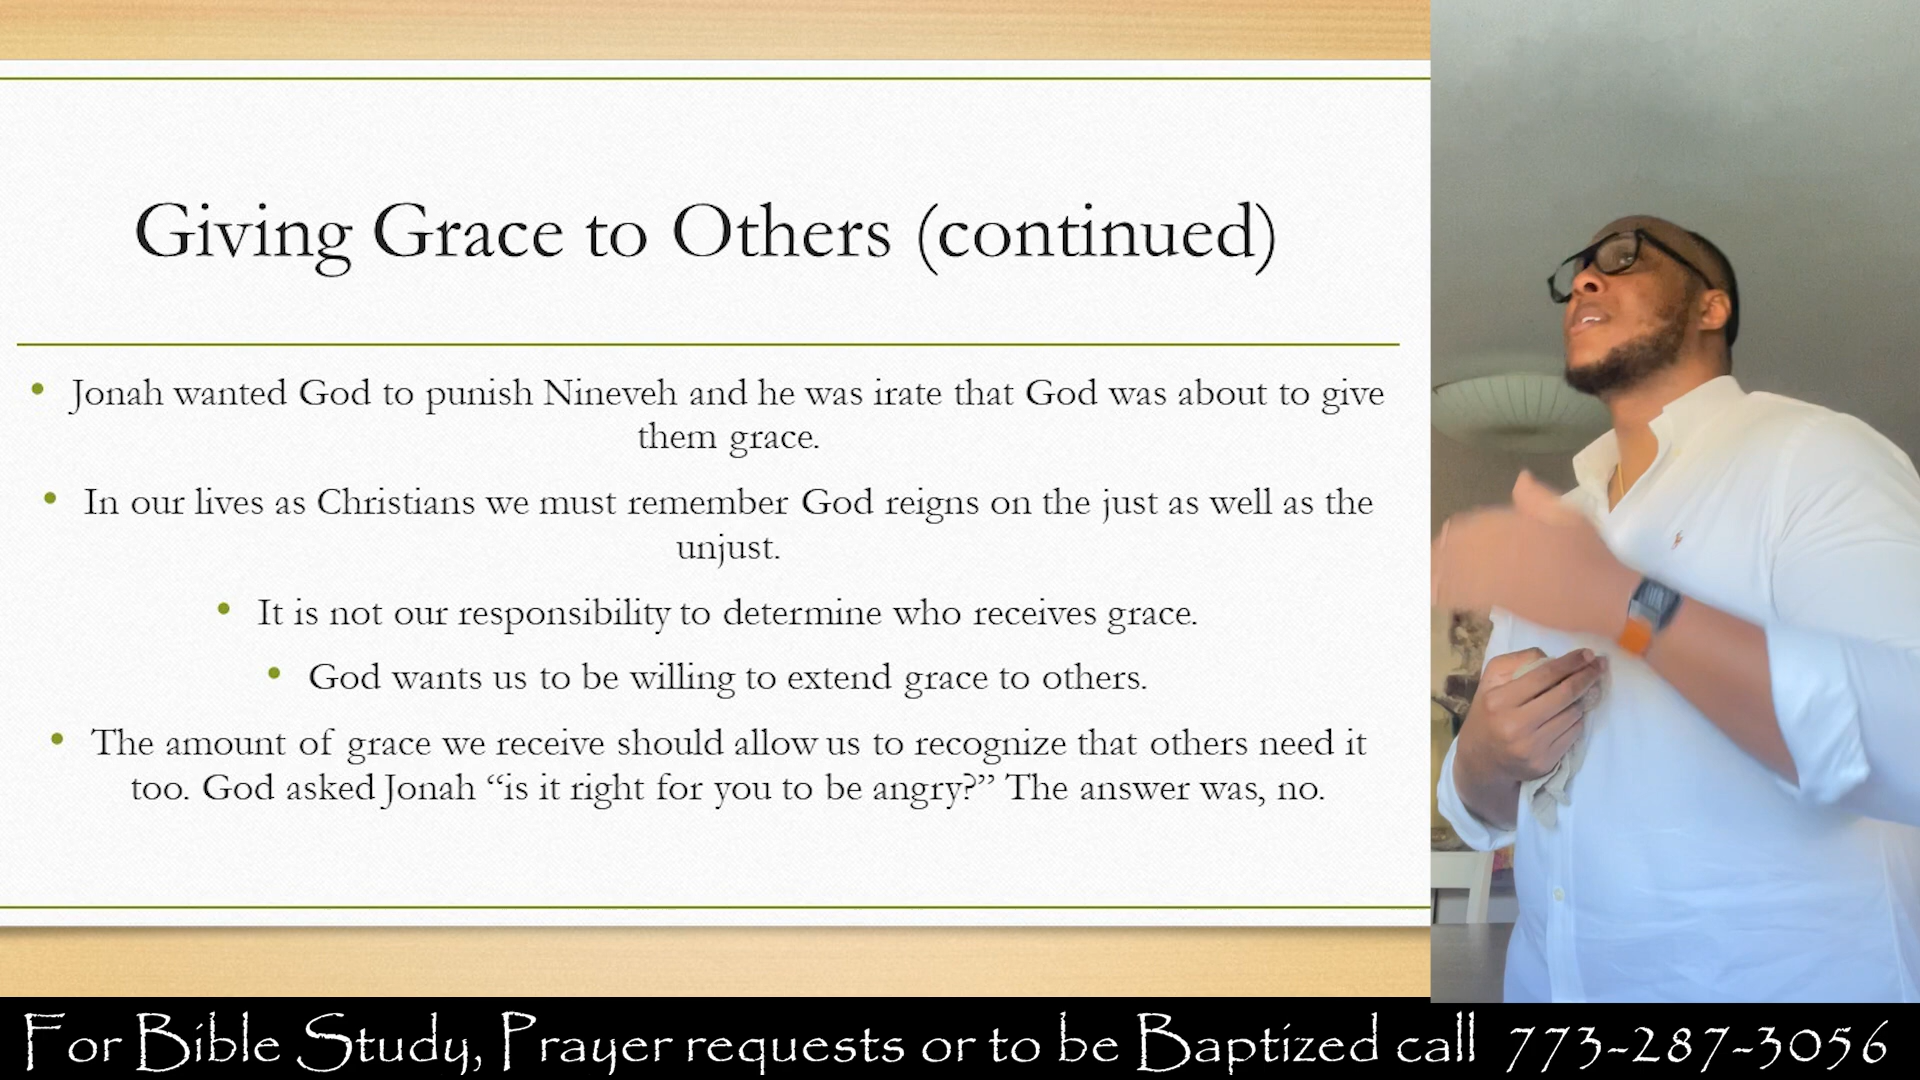 Giving Grace to Others (continued)
• Jonah wanted God to punish Nineveh and he was irate that God was about to give
them grace.
• In our lives as Christians we must remember God reigns on the just as well as the
unjust.
• It is not our responsibility to determine who receives grace.
• God wants us to be willing to extend grace to others.
• The amount of grace we receive should allow us to recognize that others need it
too. God asked Jonah “is it right for you to be angry?” The answer was, no.
For Bible Study, Prayer requests or to be Baptized call 773-287-3056